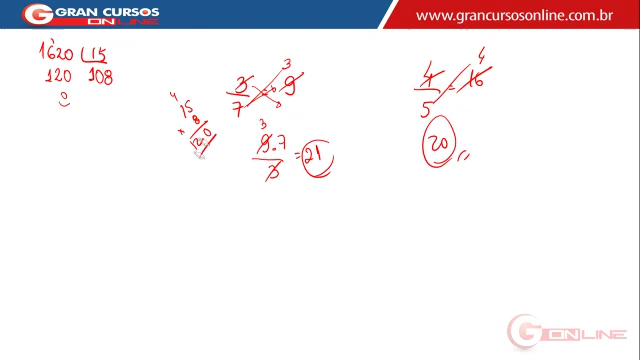 GRAN CURSOS
ONLINE
www.grancursosonline.com.br
1620 15
120 108
0
4
15
× 8
120
3
3 9
7
3
9.7 = 21
3
4
4 = 16
5
20
G ONLINE